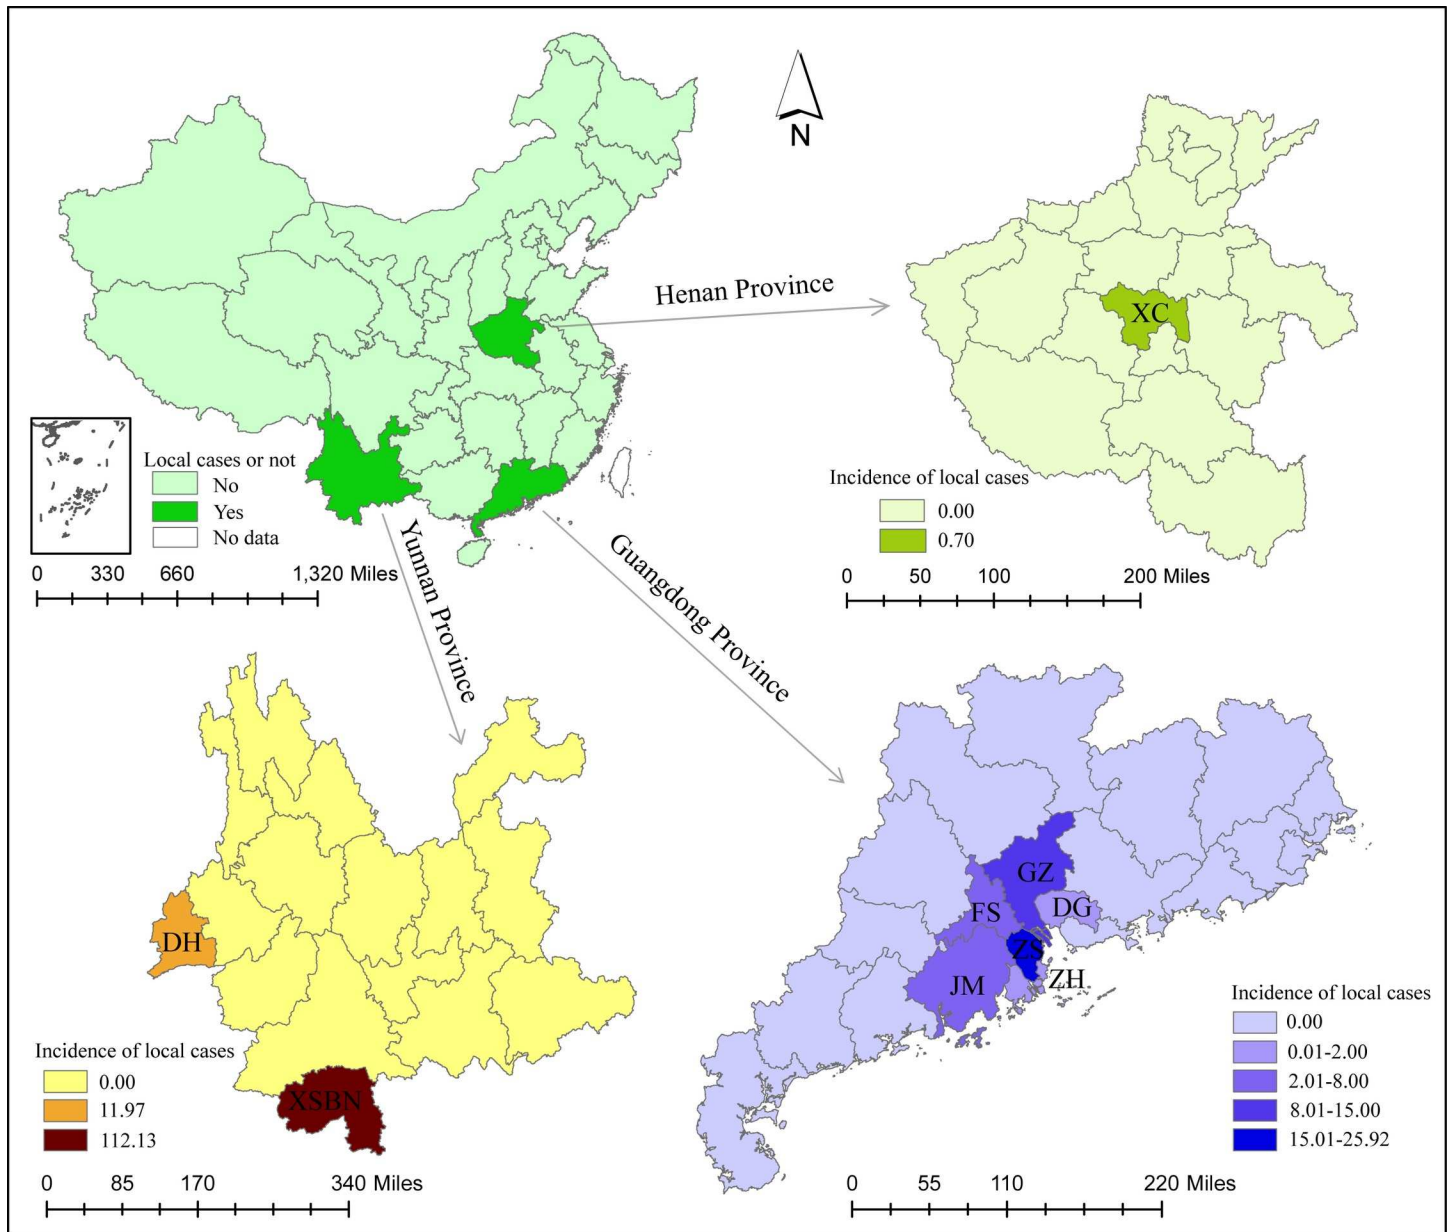 N
Henan Province
XC
Local cases or not
No
Yes
No data
0 330 660 1,320 Miles
Incidence of local cases
0.00
0.70
0 50 100 200 Miles
Yunnan Province
Guangdong Province
DH
XSBN
Incidence of local cases
0.00
11.97
112.13
0 85 170 340 Miles
GZ
FS
DG
ZS
JM
ZH
Incidence of local cases
0.00
0.01-2.00
2.01-8.00
8.01-15.00
15.01-25.92
0 55 110 220 Miles